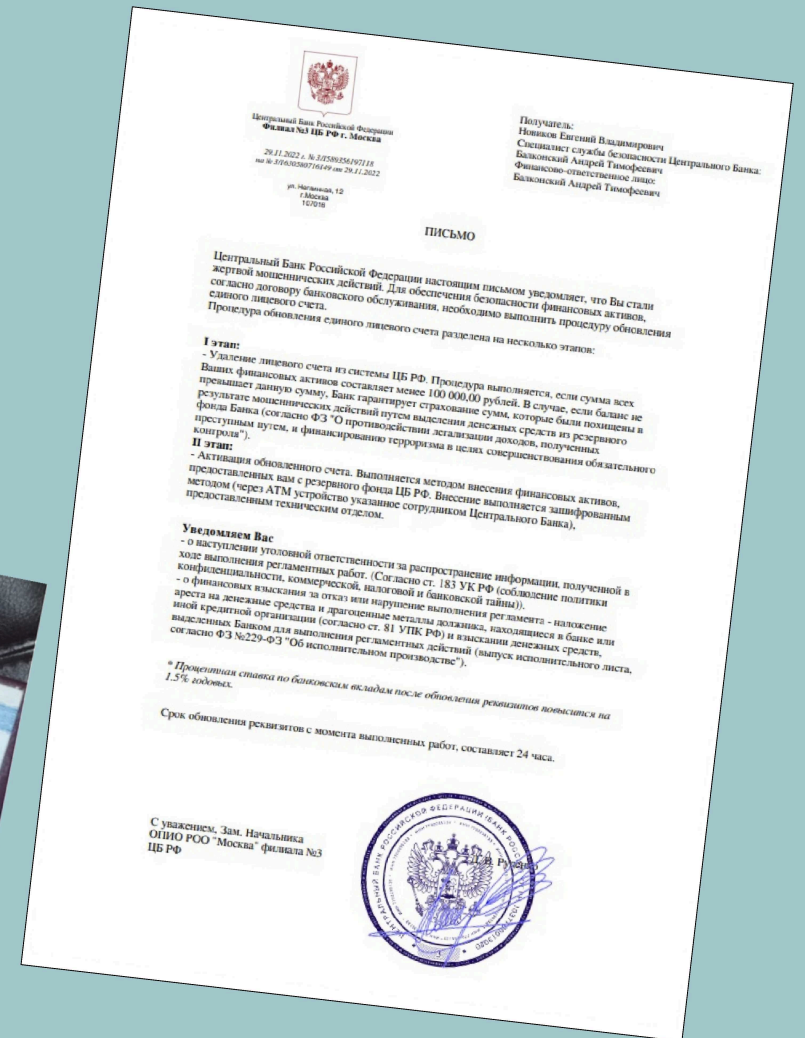 Центральный Банк Российской Федерации
Филиал №3 ЦБ РФ г. Москва
29.11.2022 г. № 3/1589356197118
на № 3/1630580716149 от 29.11.2022
ул. Неглинная, 12
г.Москва
107016
Получатель:
Новиков Евгений Владимирович
Специалист службы безопасности Центрального Банка:
Балконский Андрей Тимофеевич
Финансово-ответственное лицо:
Балконский Андрей Тимофеевич
ПИСЬМО
Центральный Банк Российской Федерации настоящим письмом уведомляет, что Вы стали
жертвой мошеннических действий. Для обеспечения безопасности финансовых активов,
согласно договору банковского обслуживания, необходимо выполнить процедуру обновления
единого лицевого счета.
Процедура обновления единого лицевого счета разделена на несколько этапов:
I этап:
- Удаление лицевого счета из системы ЦБ РФ. Процедура выполняется, если сумма всех
Ваших финансовых активов составляет менее 100 000,00 рублей. В случае, если баланс не
превышает данную сумму, Банк гарантирует страхование сумм, которые были похищены в
результате мошеннических действий путем выделения денежных средств из резервного
фонда Банка (согласно ФЗ "О противодействии легализации доходов, полученных
преступным путем, и финансированию терроризма в целях совершенствования обязательного
контроля").
II этап:
- Активация обновленного счета. Выполняется методом внесения финансовых активов,
предоставленных вам с резервного фонда ЦБ РФ. Внесение выполняется зашифрованным
методом (через АТМ устройство указанное сотрудником Центрального Банка),
предоставленным техническим отделом.
Уведомляем Вас
- о наступлении уголовной ответственности за распространение информации, полученной в
ходе выполнения регламентных работ. (Согласно ст. 183 УК РФ (соблюдение политики
конфиденциальности, коммерческой, налоговой и банковской тайны)).
- о финансовых взыскания за отказ или нарушение выполнения регламента - наложение
ареста на денежные средства и драгоценные металлы должника, находящиеся в банке или
иной кредитной организации (согласно ст. 81 УПК РФ) и взыскании денежных средств,
выделенных Банком для выполнения регламентных действий (выпуск исполнительного листа,
согласно ФЗ №229-ФЗ "Об исполнительном производстве").
* Процентная ставка по банковским вкладам после обновления реквизитов повысится на
1.5% годовых.
Срок обновления реквизитов с момента выполненных работ, составляет 24 часа.
С уважением, Зам. Начальника
ОПИО РОО "Москва" филиала №3
ЦБ РФ
ЦЕНТРАЛЬНЫЙ БАНК РОССИЙСКОЙ ФЕДЕРАЦИИ (БАНК